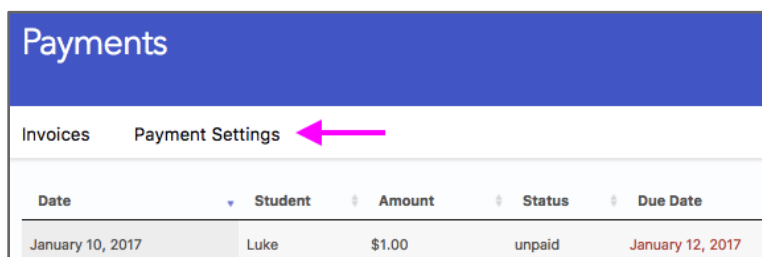 Payments
Invoices Payment Settings
Date Student Amount Status Due Date
January 10, 2017 Luke $1.00 unpaid January 12, 2017